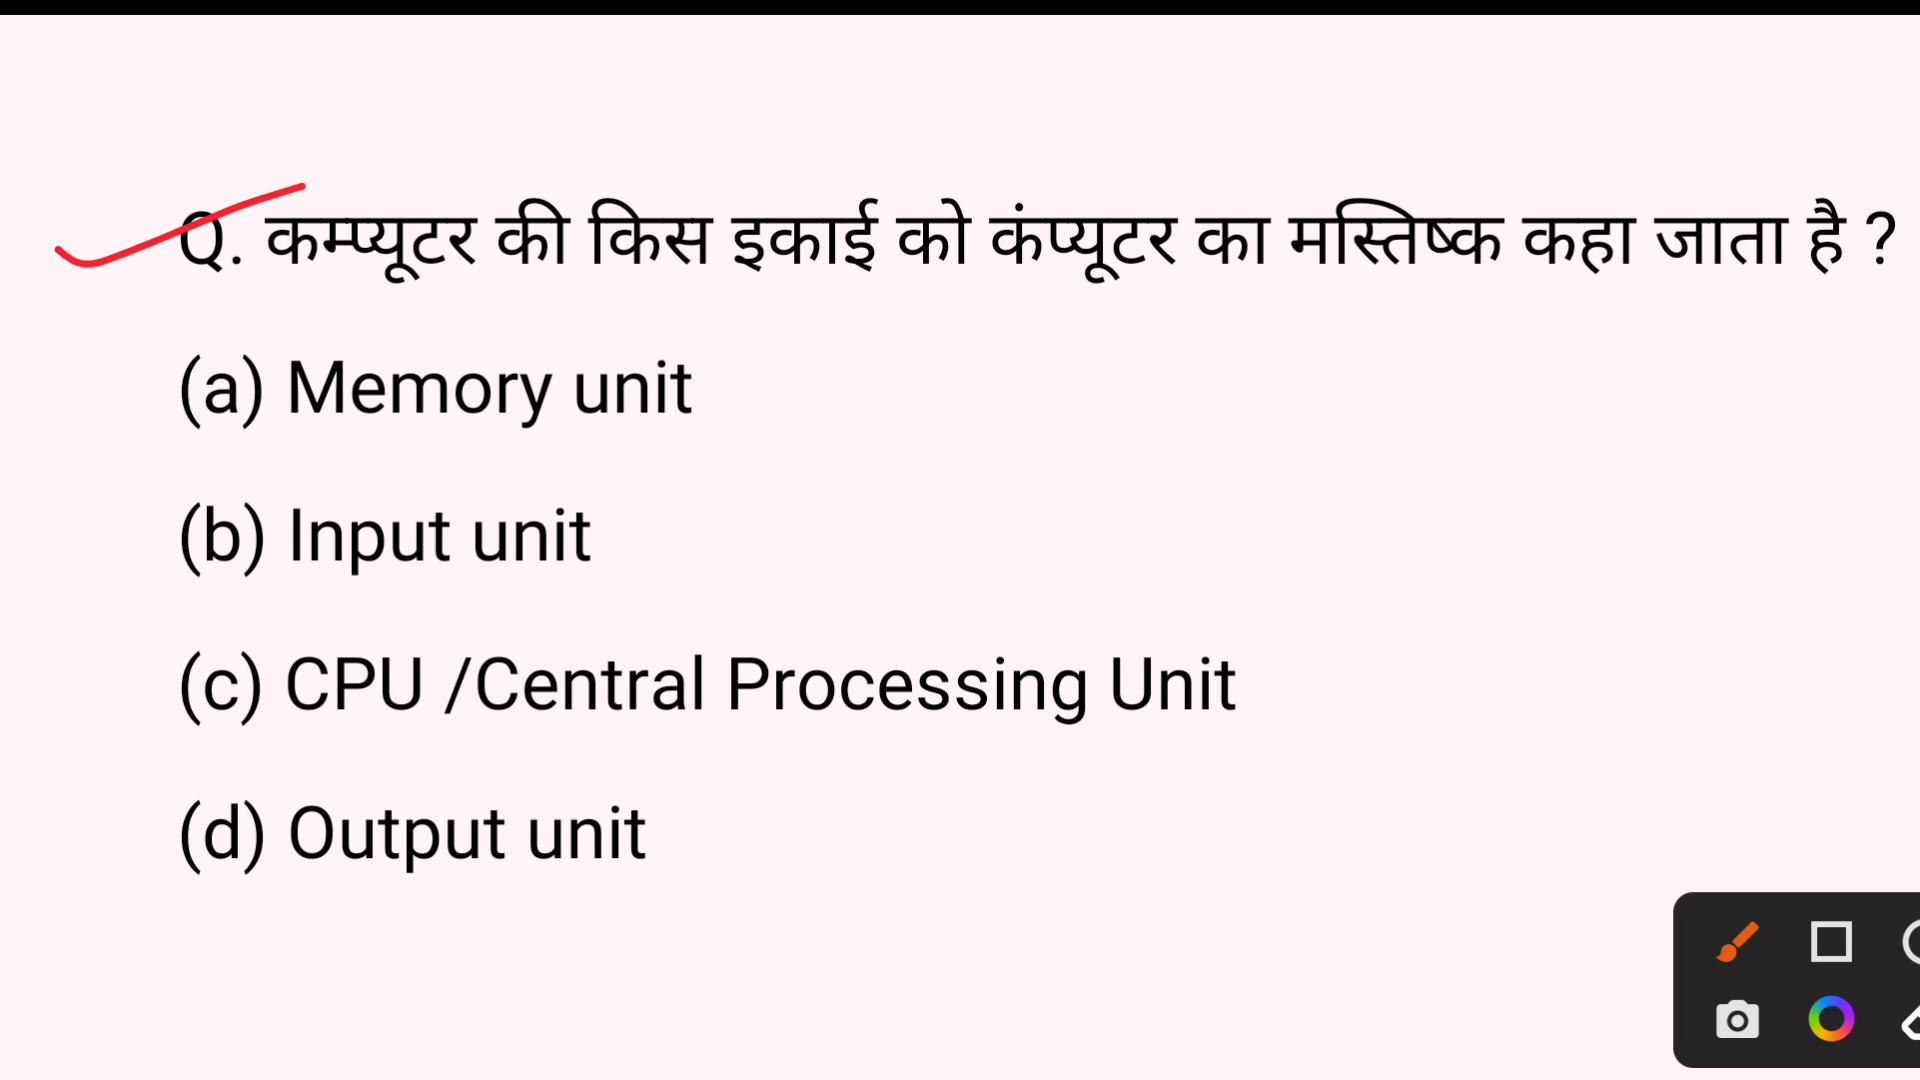 Q. कम्प्यूटर की किस इकाई को कंप्यूटर का मस्तिष्क कहा जाता है ?
(a) Memory unit
(b) Input unit
(c) CPU /Central Processing Unit
(d) Output unit